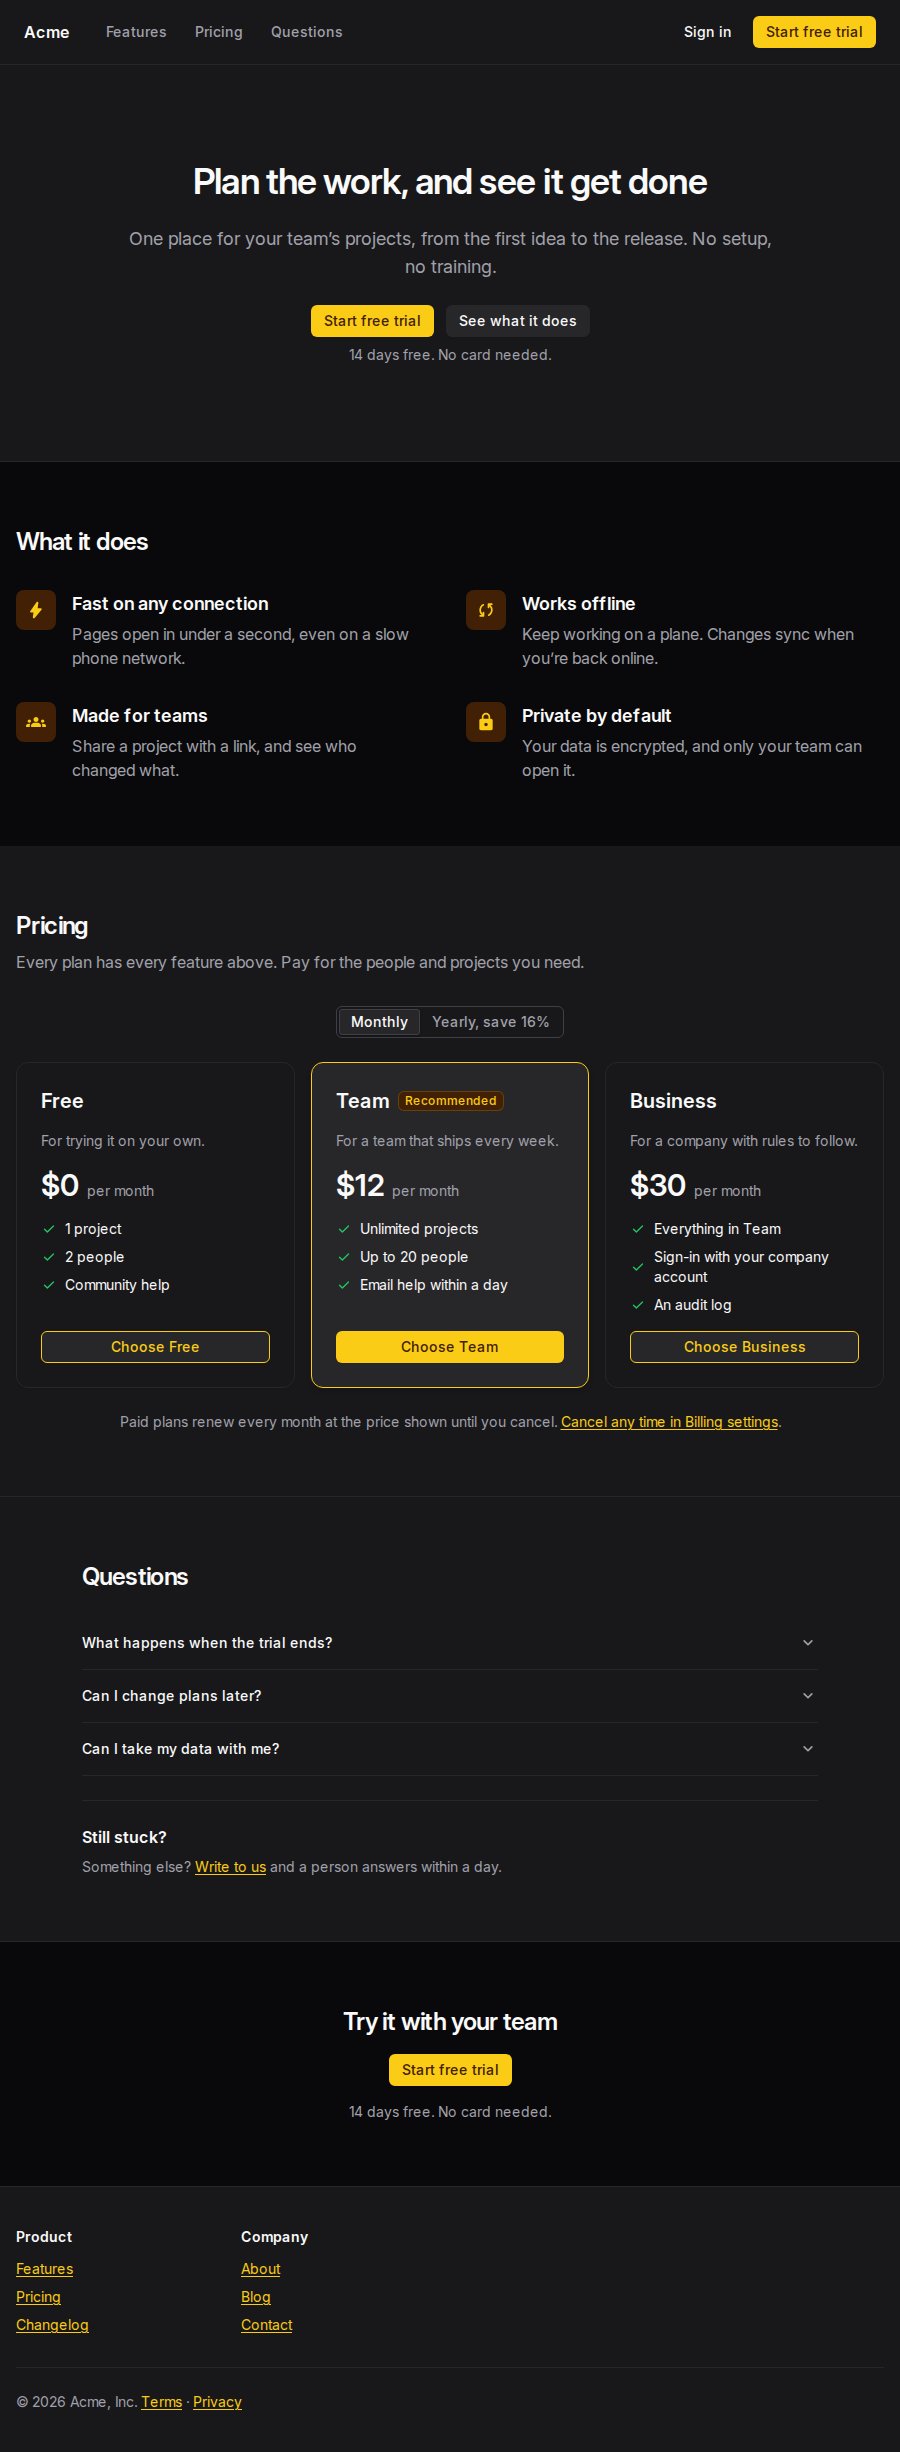 Acme
Features
Pricing
Questions
Sign in
Start free trial
Plan the work, and see it get done
One place for your team’s projects, from the first idea to the release. No setup,
no training.
Start free trial
See what it does
14 days free. No card needed.
What it does
Fast on any connection
Pages open in under a second, even on a slow
phone network.
Works offline
Keep working on a plane. Changes sync when
you’re back online.
Made for teams
Share a project with a link, and see who
changed what.
Private by default
Your data is encrypted, and only your team can
open it.
Pricing
Every plan has every feature above. Pay for the people and projects you need.
Monthly
Yearly, save 16%
Free
For trying it on your own.
$0 per month
1 project
2 people
Community help
Choose Free
Team
Recommended
For a team that ships every week.
$12 per month
Unlimited projects
Up to 20 people
Email help within a day
Choose Team
Business
For a company with rules to follow.
$30 per month
Everything in Team
Sign-in with your company
account
An audit log
Choose Business
Paid plans renew every month at the price shown until you cancel. Cancel any time in Billing settings.
Questions
What happens when the trial ends?
Can I change plans later?
Can I take my data with me?
Still stuck?
Something else? Write to us and a person answers within a day.
Try it with your team
Start free trial
14 days free. No card needed.
Product
Features
Pricing
Changelog
Company
About
Blog
Contact
© 2026 Acme, Inc. Terms · Privacy